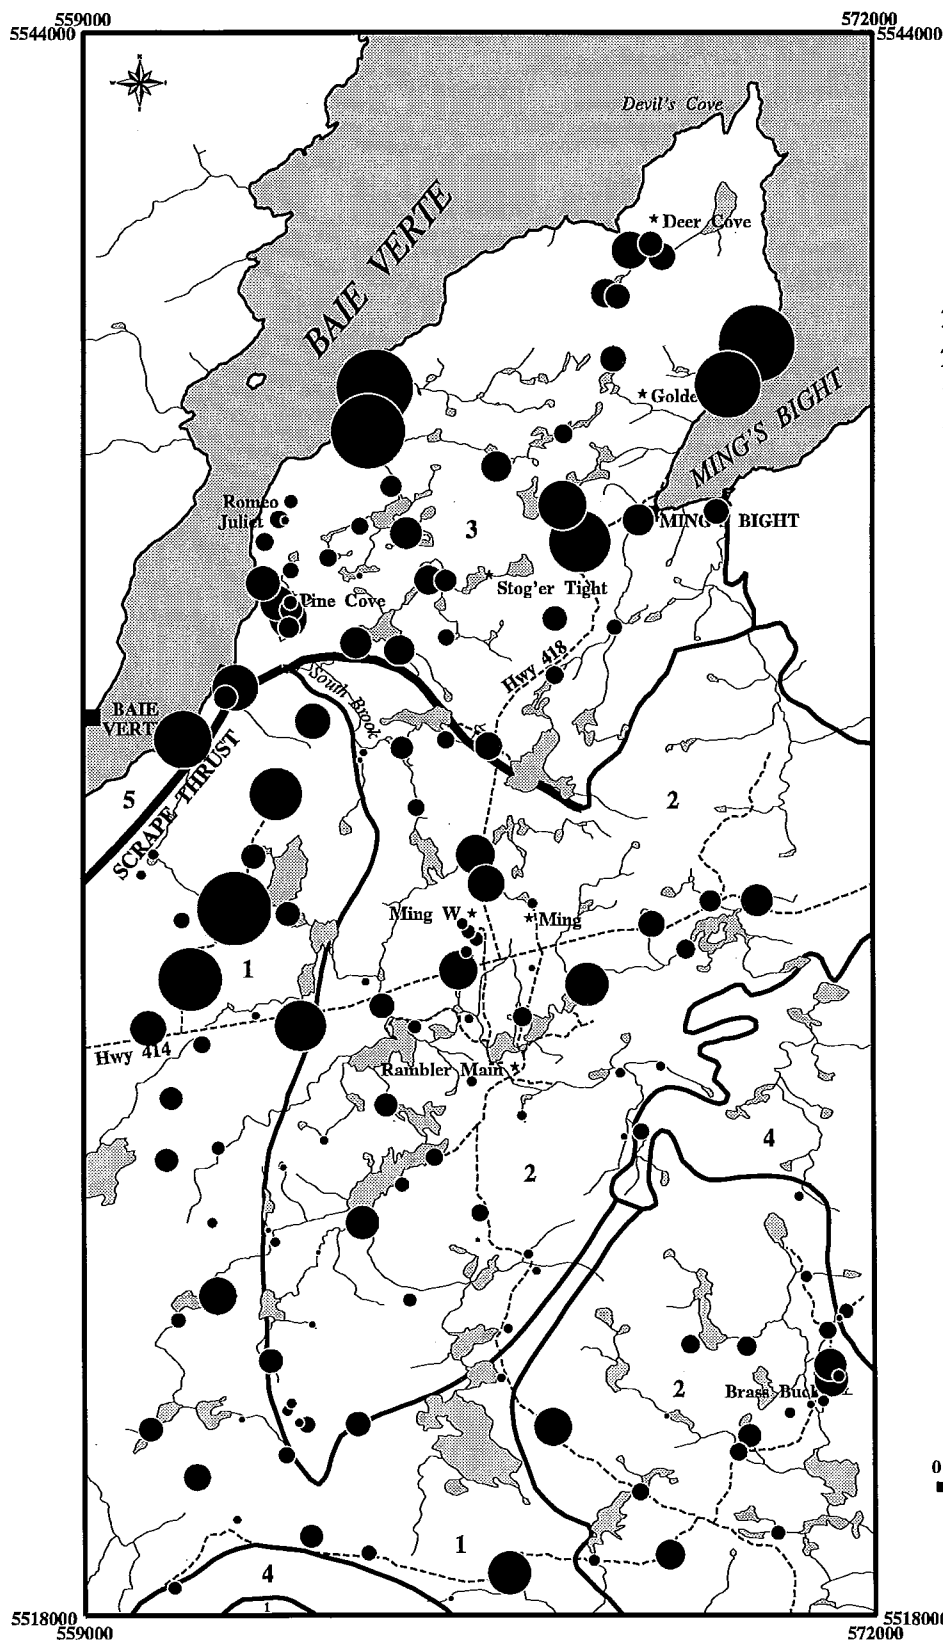 559000
572000
5544000
5544000
N
Devil's Cove
Deer Cove
BAIE VERTE
Golde
MING'S BIGHT
Romeo
Juliet
3
MING
BIGHT
Stog'er Tight
Pine Cove
Hwy 418
South Brook
BAIE
VERT
SCRAPE THRUST
5
2
Ming W
Ming
1
Hwy 414
Rambler Main
4
2
2
Brass Buck
0
1
4
1
5518000
5518000
559000
572000